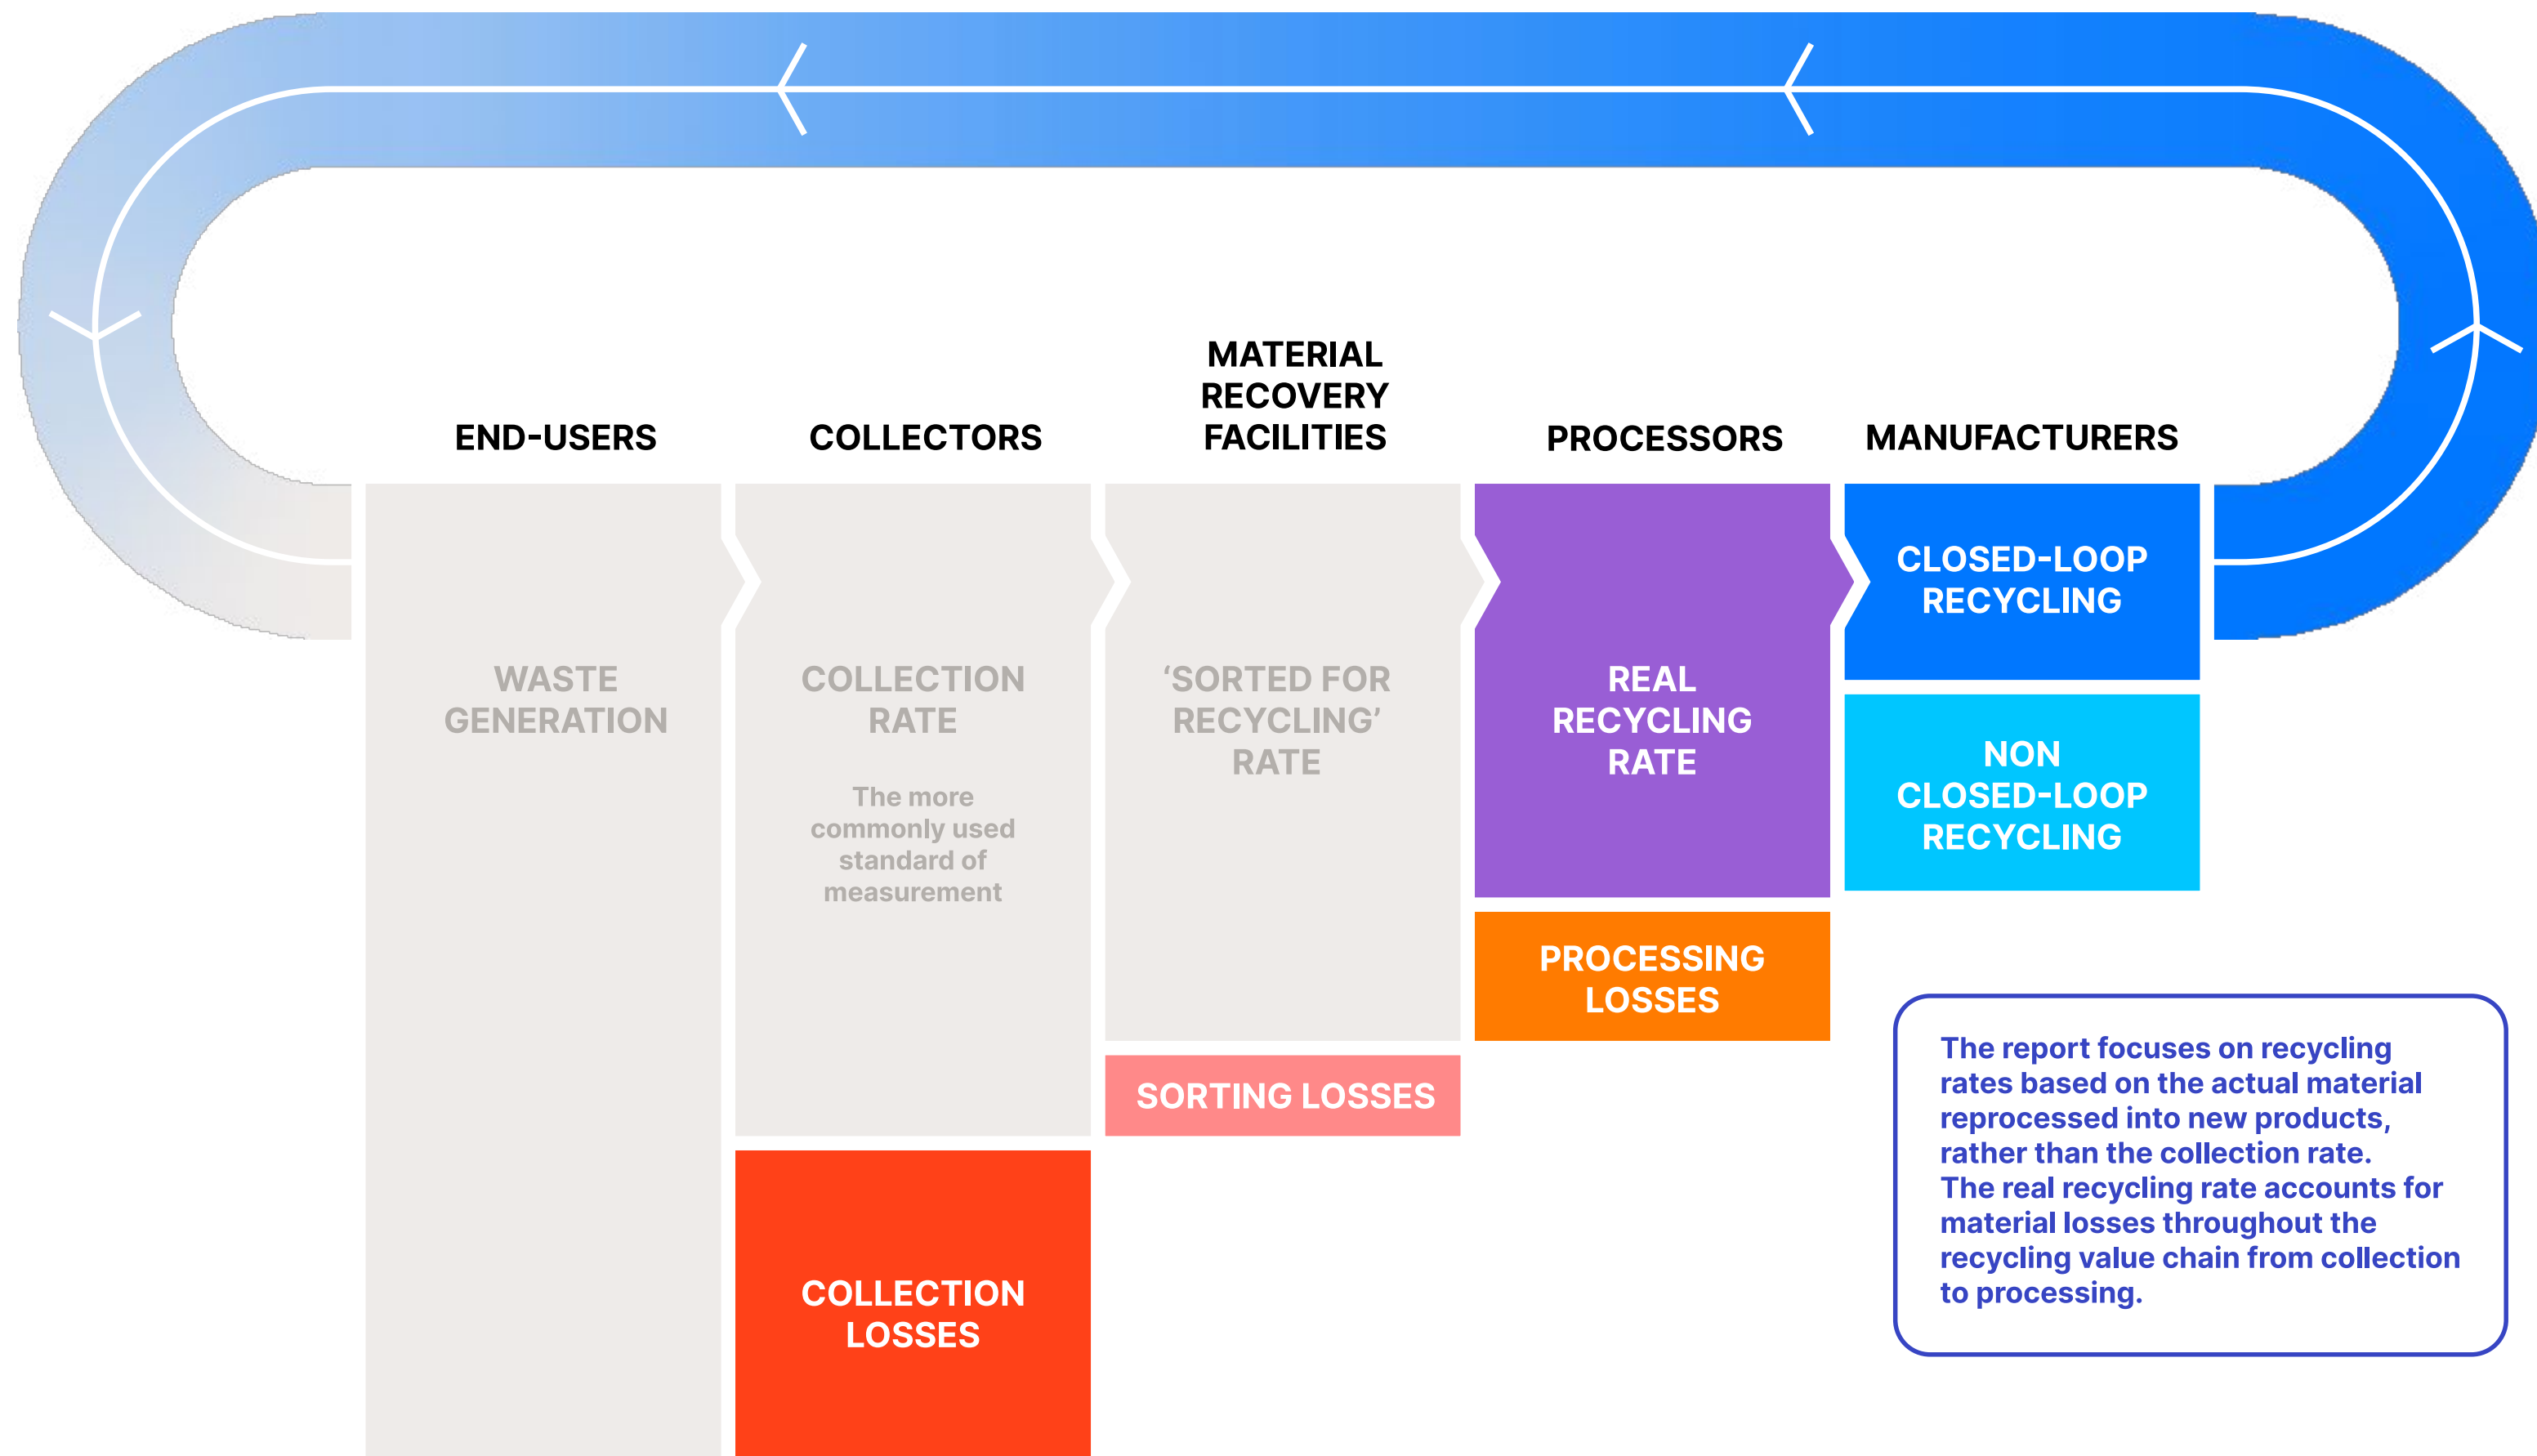 END-USERS
COLLECTORS
MATERIAL
RECOVERY
FACILITIES
PROCESSORS
MANUFACTURERS
WASTE
GENERATION
COLLECTION
RATE
The more
commonly used
standard of
measurement
COLLECTION
LOSSES
‘SORTED FOR
RECYCLING’
RATE
SORTING LOSSES
REAL
RECYCLING
RATE
PROCESSING
LOSSES
CLOSED-LOOP
RECYCLING
NON
CLOSED-LOOP
RECYCLING
The report focuses on recycling
rates based on the actual material
reprocessed into new products,
rather than the collection rate.
The real recycling rate accounts for
material losses throughout the
recycling value chain from collection
to processing.